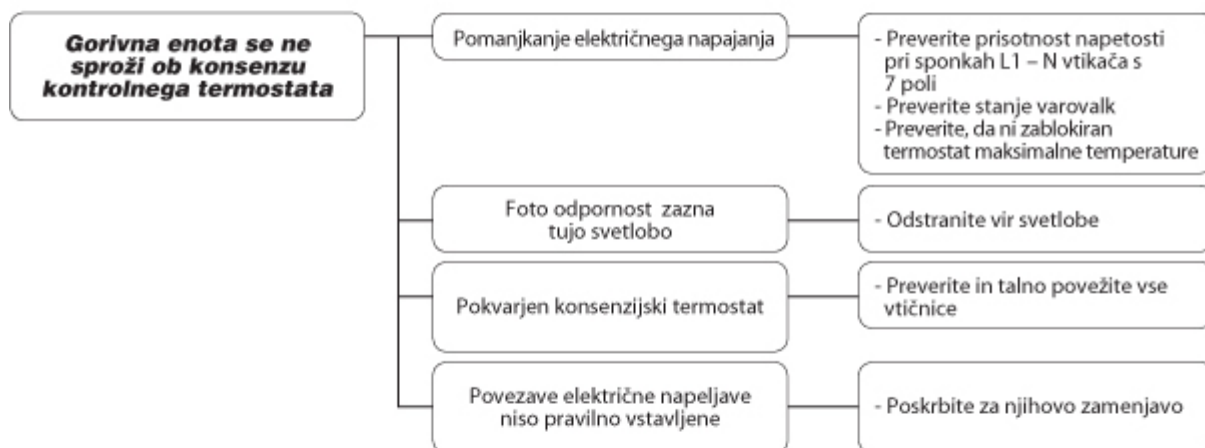 Gorivna enota se ne
sproži ob konsenzu
kontrolnega termostata
Pomanjkanje električnega napajanja
- Preverite prisotnost napetosti
pri sponkah L1 – N vtikača s
7 poli
- Preverite stanje varovalk
- Preverite, da ni zablokiran
termostat maksimalne temperature
Foto odpornost zazna
tujo svetlobo
- Odstranite vir svetlobe
Pokvarjen konsenzijski termostat
- Preverite in talno povežite vse
vtičnice
Povezave električne napeljave
niso pravilno vstavljene
- Poskrbite za njihovo zamenjavo